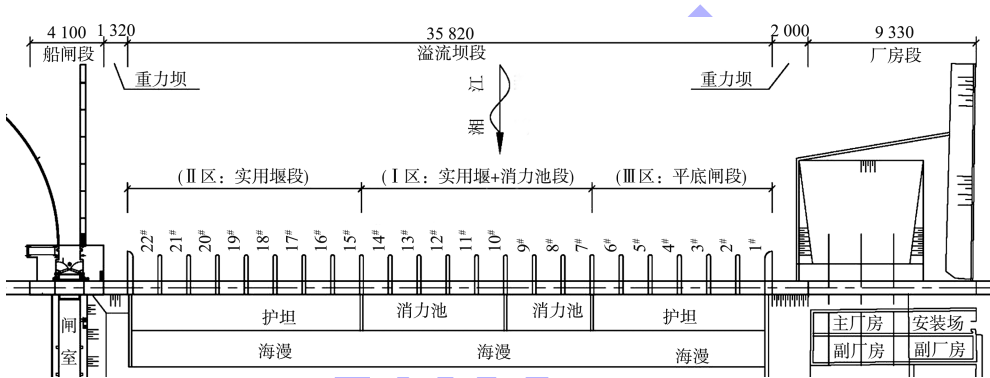 4 100 1 320 35 820 2 000 9 330
船闸段 溢流坝段 厂房段
重力坝 重力坝
湘江
(Ⅱ区：实用堰段) (Ⅰ区：实用堰+消力池段) (Ⅲ区：平底闸段)
22# 21# 20# 19# 18# 17# 16# 15# 14# 13# 12# 11# 10# 9# 8# 7# 6# 5# 4# 3# 2# 1#
护坦 消力池 消力池 护坦
闸室
主厂房 安装场
海漫 海漫 海漫
副厂房 副厂房